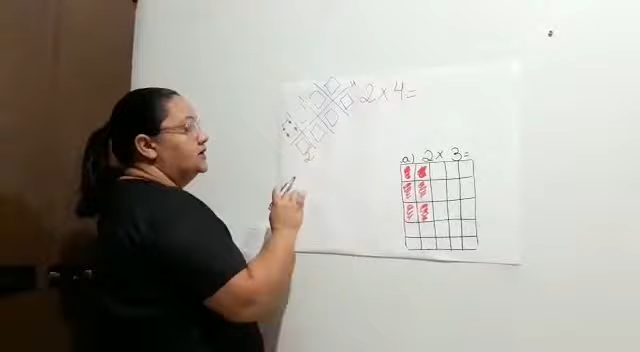 2 x 4 =
a) 2 x 3 =